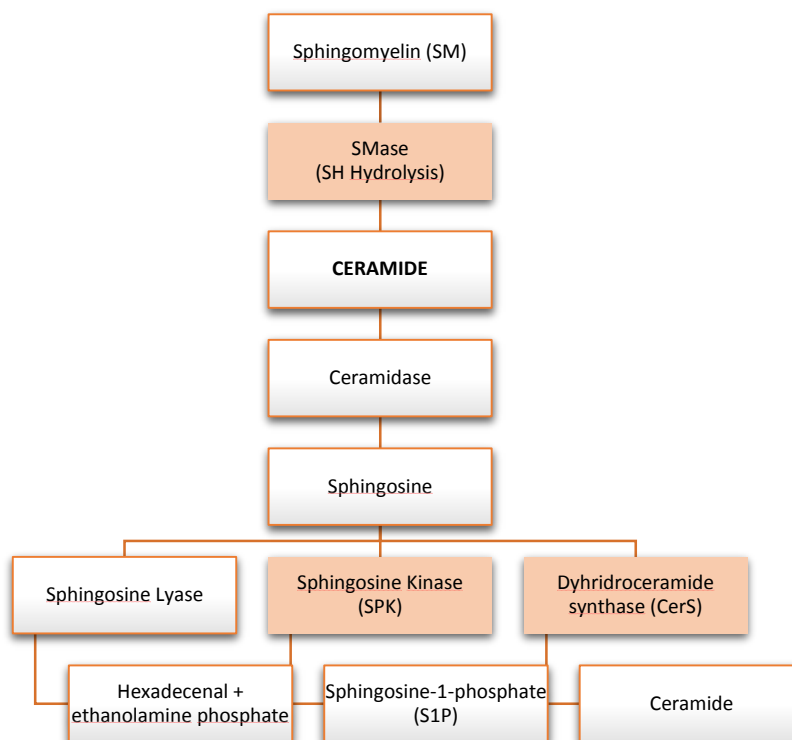 Sphingomyelin (SM)
SMase
(SH Hydrolysis)
CERAMIDE
Ceramidase
Sphingosine
Sphingosine Lyase
Sphingosine Kinase
(SPK)
Dyhridroceramide
synthase (CerS)
Hexadecenal +
ethanolamine phosphate
Sphingosine-1-phosphate
(S1P)
Ceramide